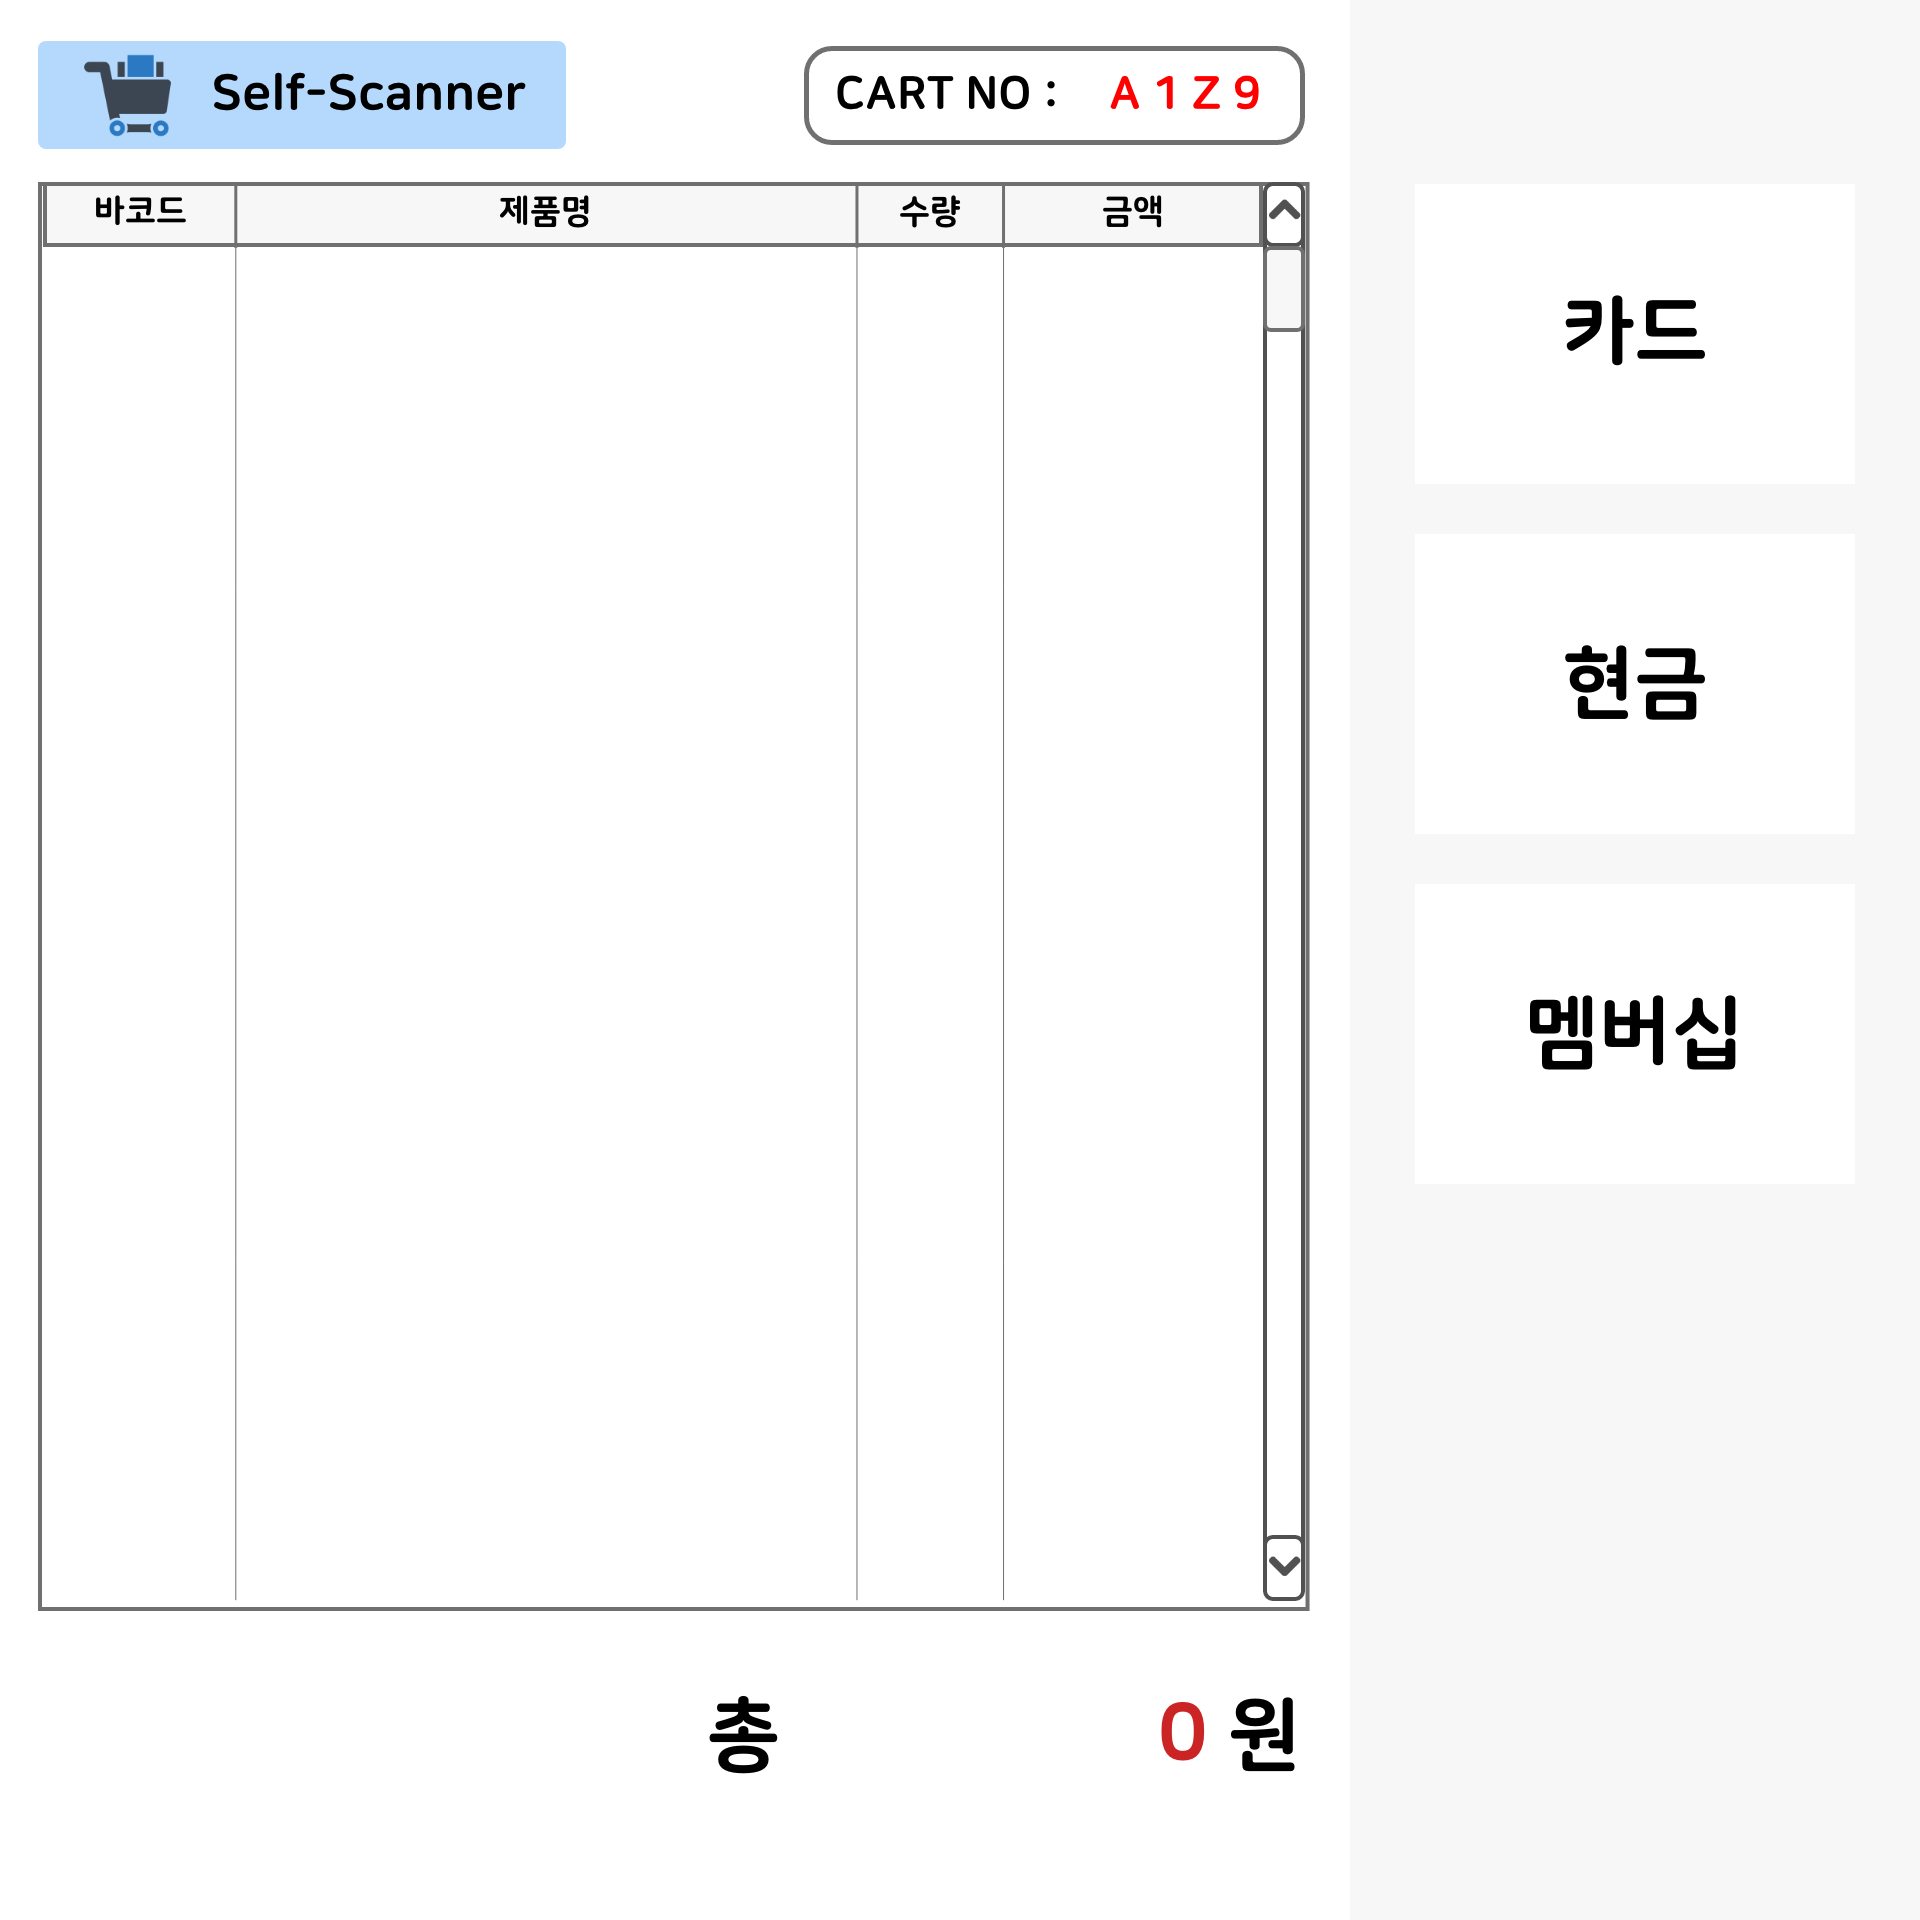 Self-Scanner
CART NO : A 1 Z 9
바코드 제품명 수량 금액
카드
현금
멤버십
총 0 원